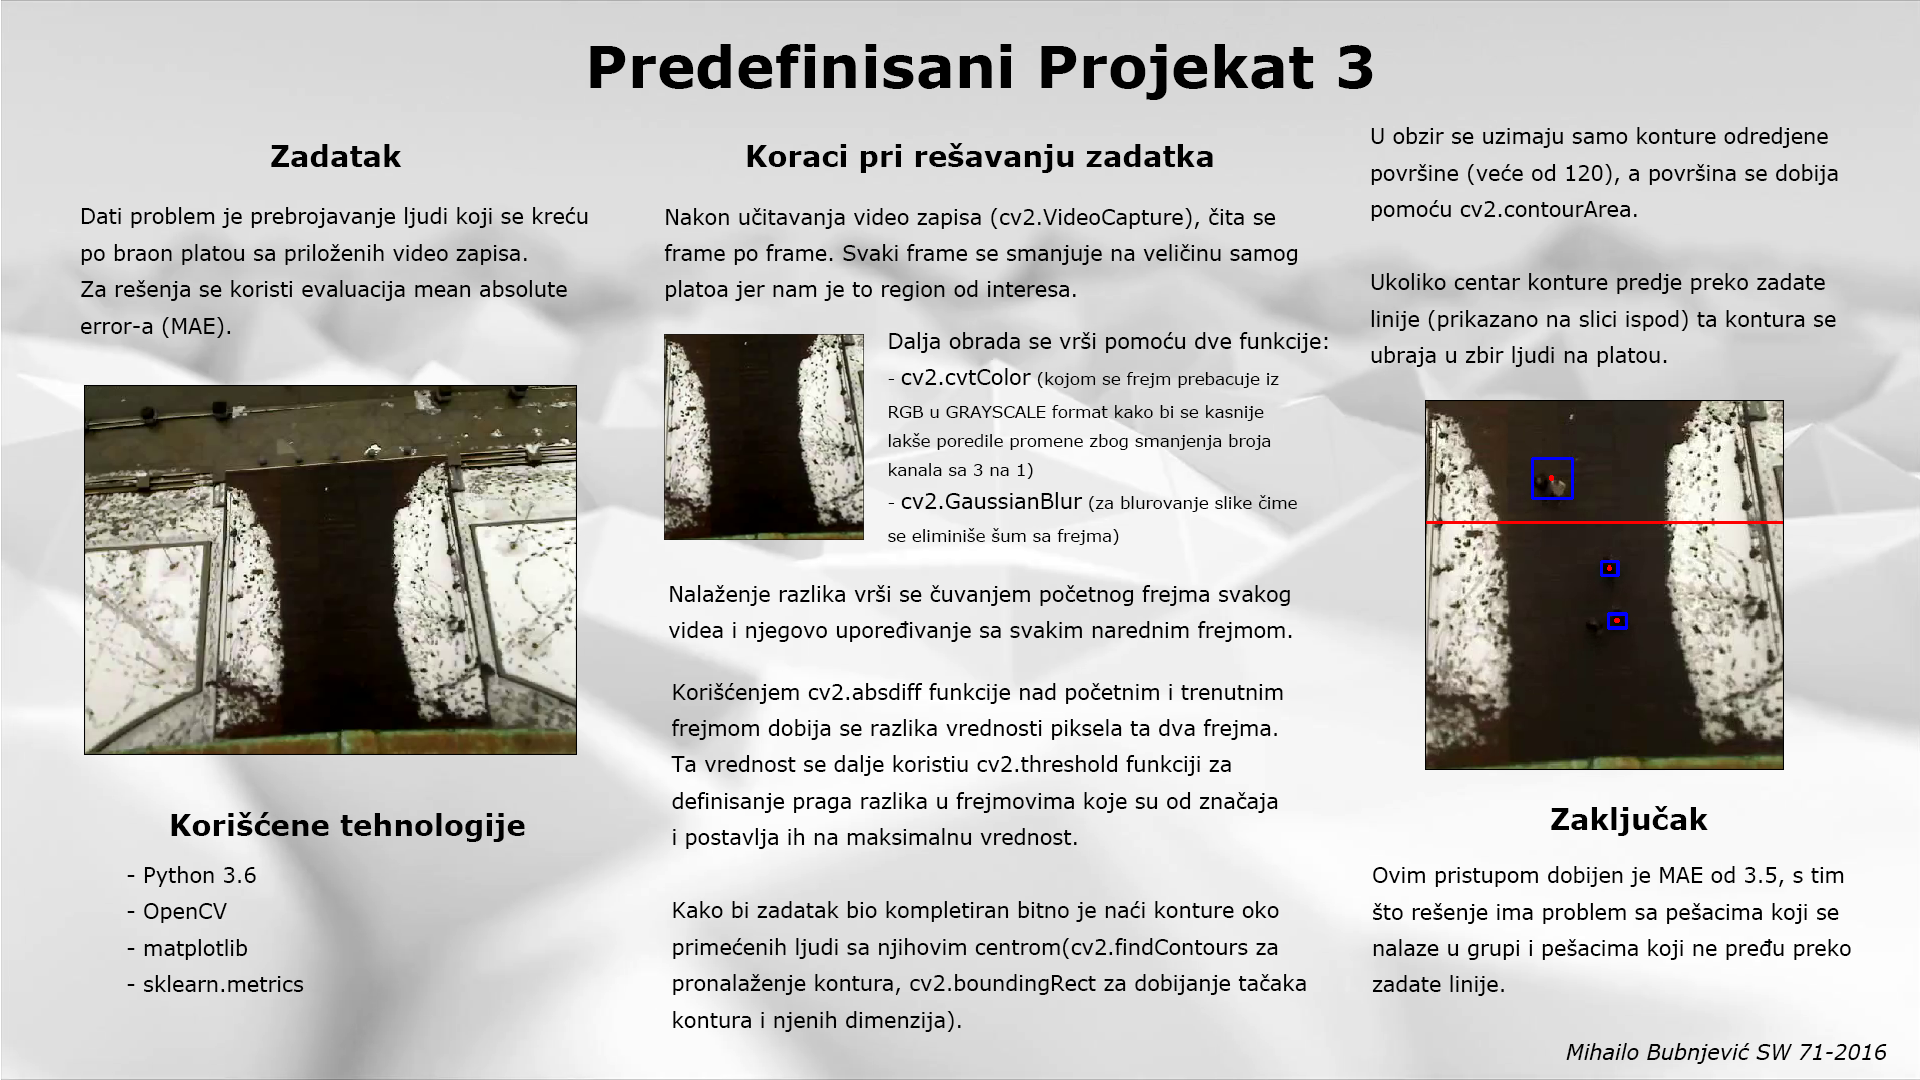 Predefinisani Projekat 3
Zadatak
Dati problem je prebrojavanje ljudi koji se kreću
po braon platou sa priloženih video zapisa.
Za rešenja se koristi evaluacija mean absolute
error-a (MAE).
Korišćene tehnologije
- Python 3.6
- OpenCV
- matplotlib
- sklearn.metrics
Koraci pri rešavanju zadatka
Nakon učitavanja video zapisa (cv2.VideoCapture), čita se
frame po frame. Svaki frame se smanjuje na veličinu samog
platoa jer nam je to region od interesa.
Dalja obrada se vrši pomoću dve funkcije:
- cv2.cvtColor (kojom se frejm prebacuje iz
RGB u GRAYSCALE format kako bi se kasnije
lakše poredile promene zbog smanjenja broja
kanala sa 3 na 1)
- cv2.GaussianBlur (za blurovanje slike čime
se eliminiše šum sa frejma)
Nalaženje razlika vrši se čuvanjem početnog frejma svakog
videa i njegovo upoređivanje sa svakim narednim frejmom.
Korišćenjem cv2.absdiff funkcije nad početnim i trenutnim
frejmom dobija se razlika vrednosti piksela ta dva frejma.
Ta vrednost se dalje koristiu cv2.threshold funkciji za
definisanje praga razlika u frejmovima koje su od značaja
i postavlja ih na maksimalnu vrednost.
Kako bi zadatak bio kompletiran bitno je naći konture oko
primećenih ljudi sa njihovim centrom(cv2.findContours za
pronalaženje kontura, cv2.boundingRect za dobijanje tačaka
kontura i njenih dimenzija).
U obzir se uzimaju samo konture odredjene
površine (veće od 120), a površina se dobija
pomoću cv2.contourArea.
Ukoliko centar konture predje preko zadate
linije (prikazano na slici ispod) ta kontura se
ubraja u zbir ljudi na platou.
Zaključak
Ovim pristupom dobijen je MAE od 3.5, s tim
što rešenje ima problem sa pešacima koji se
nalaze u grupi i pešacima koji ne pređu preko
zadate linije.
Mihailo Bubnjević SW 71-2016